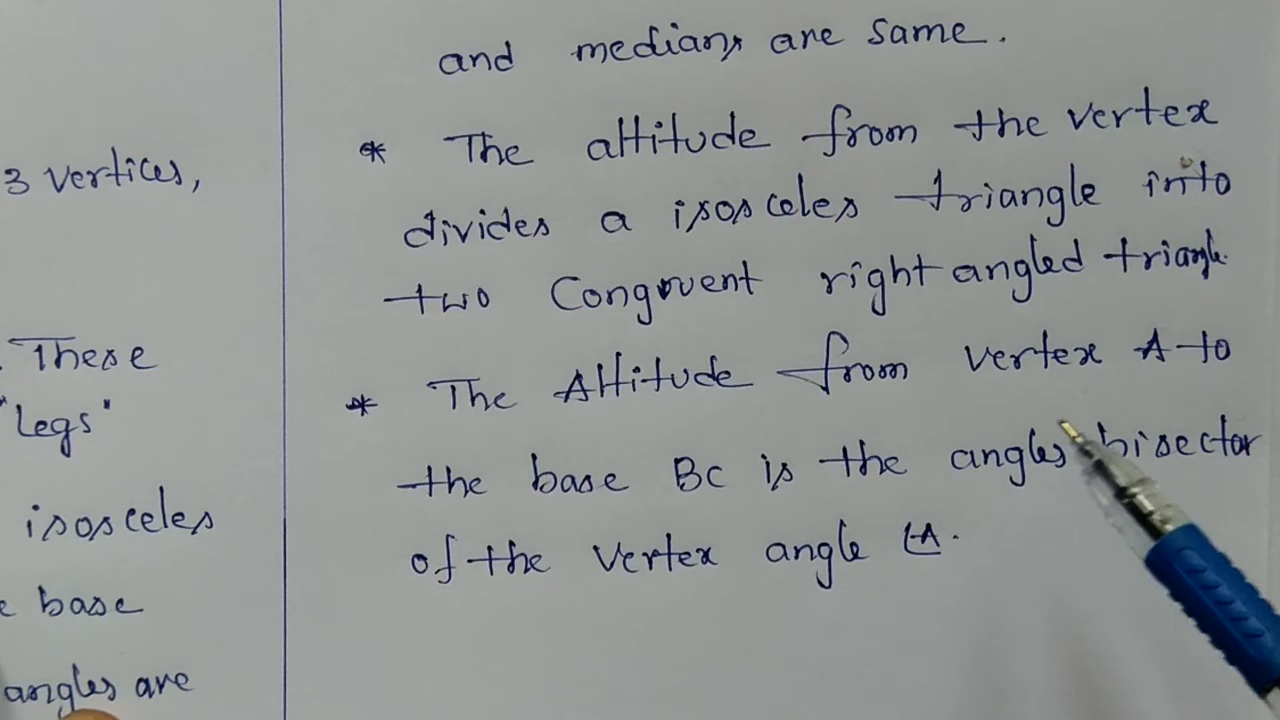 3 vertices,
. These
"legs"
isosceles
e base
angles are
and medians are same.
* The altitude from the vertex
divides a isosceles triangle into
two Congruent right angled triangle
* The Altitude from vertex A to
the base BC is the angles bisector
of the vertex angle ∠A.